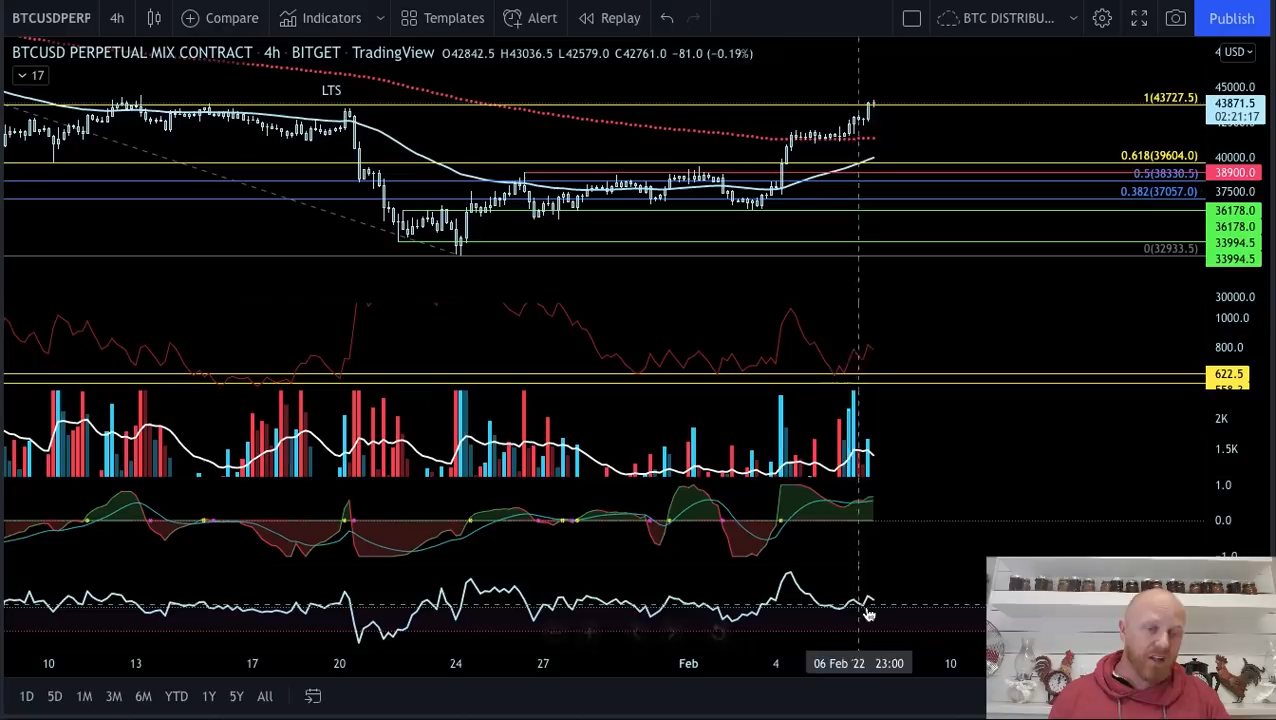 BTCUSDPERP 4h Compare Indicators Templates Alert Replay BTC DISTRIBU... Publish
BTCUSD PERPETUAL MIX CONTRACT · 4h · BITGET · TradingView O42842.5 H43036.5 L42579.0 C42761.0 −81.0 (−0.19%)
USD
17
LTS
45000.0
1(43727.5)
43871.5
02:21:17
40000.0
0.618(39604.0)
38900.0
0.5(38330.5)
0.382(37057.0)
37500.0
36178.0
36178.0
33994.5
0(32933.5)
33994.5
30000.0
1000.0
800.0
622.5
2K
1.5K
1.0
0.0
10 13 17 20 24 27 Feb 4 06 Feb '22 23:00 10
1D 5D 1M 3M 6M YTD 1Y 5Y All